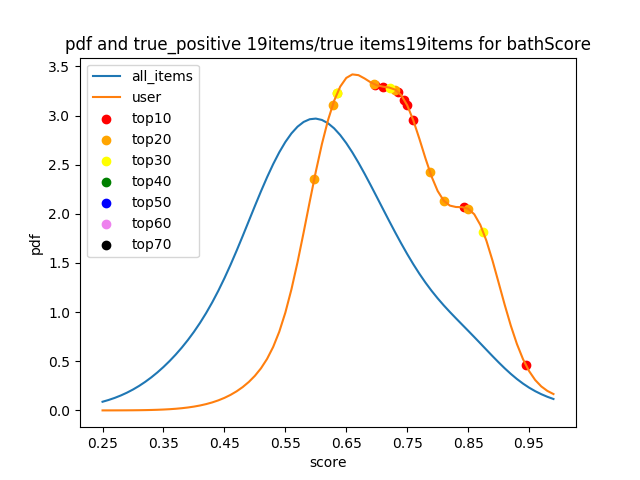 pdf and true_positive 19items/true items19items for bathScore
3.5
3.0
2.5
2.0
1.5
1.0
0.5
0.0
pdf
all_items
user
top10
top20
top30
top40
top50
top60
top70
0.25 0.35 0.45 0.55 0.65 0.75 0.85 0.95
score